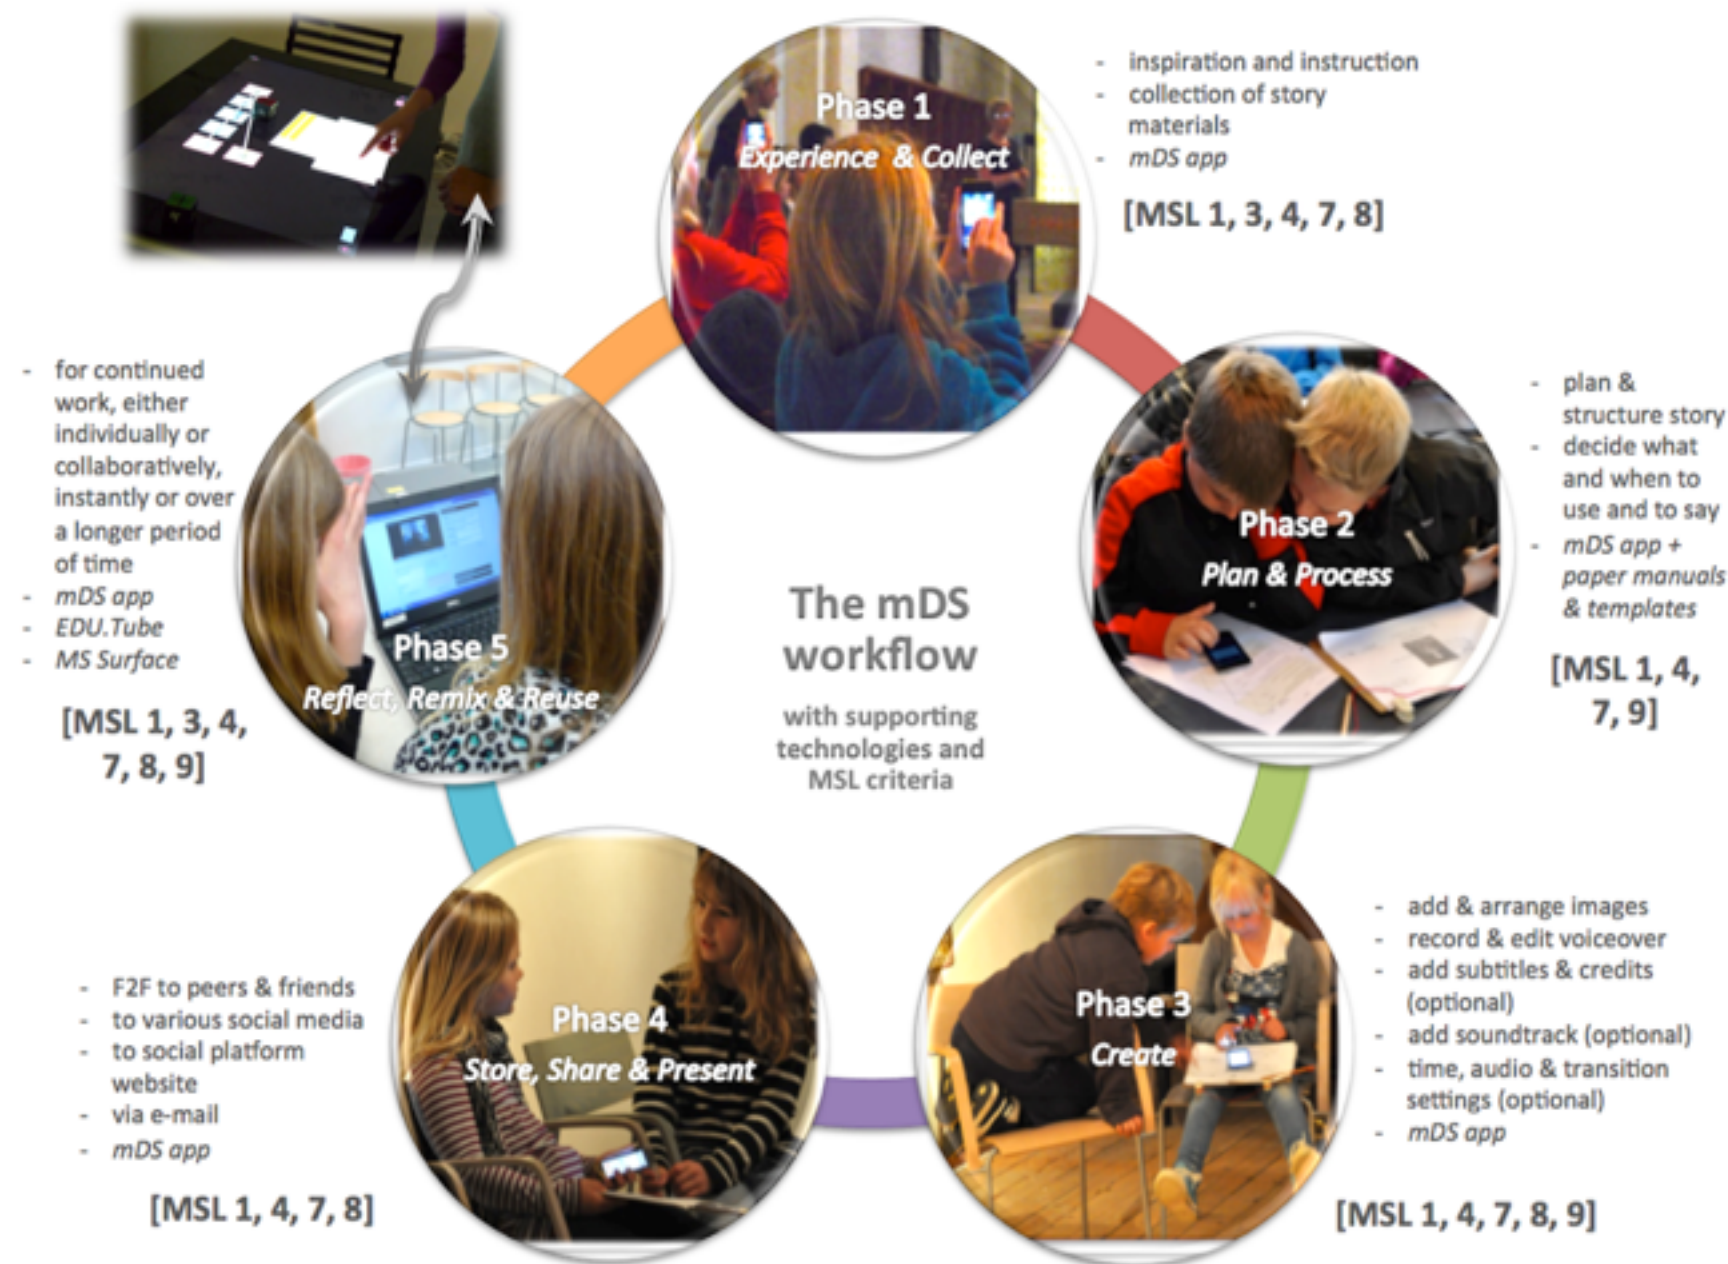 Phase 1
Experience & Collect
- inspiration and instruction
- collection of story
materials
- mDS app
[MSL 1, 3, 4, 7, 8]
Phase 2
Plan & Process
- plan &
structure story
- decide what
and when to
use and to say
- mDS app +
paper manuals
& templates
[MSL 1, 4,
7, 9]
Phase 3
Create
- add & arrange images
- record & edit voiceover
- add subtitles & credits
(optional)
- add soundtrack (optional)
- time, audio & transition
settings (optional)
- mDS app
[MSL 1, 4, 7, 8, 9]
Phase 4
Store, Share & Present
- F2F to peers & friends
- to various social media
- to social platform
website
- via e-mail
- mDS app
[MSL 1, 4, 7, 8]
Phase 5
Reflect, Remix & Reuse
- for continued
work, either
individually or
collaboratively,
instantly or over
a longer period
of time
- mDS app
- EDU.Tube
- MS Surface
[MSL 1, 3, 4,
7, 8, 9]
The mDS
workflow
with supporting
technologies and
MSL criteria